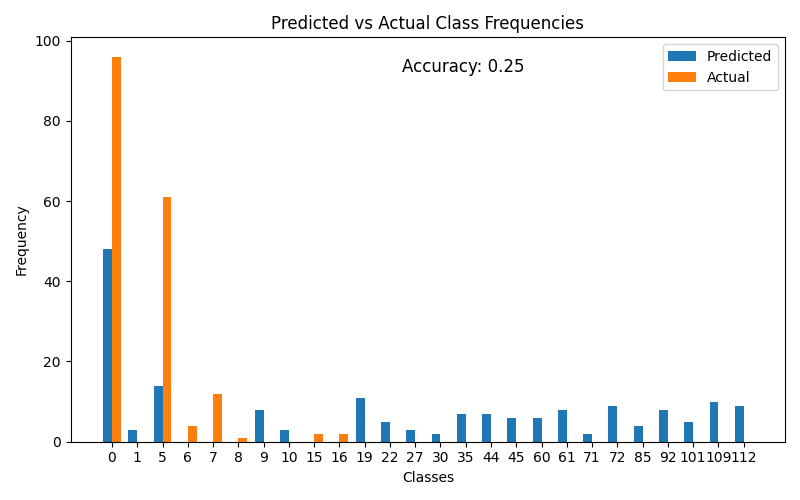 Predicted vs Actual Class Frequencies
Accuracy: 0.25
Predicted
Actual
Frequency
100
80
60
40
20
0
0 1 5 6 7 8 9 10 15 16 19 22 27 30 35 44 45 60 61 71 72 85 92 101 109 112
Classes